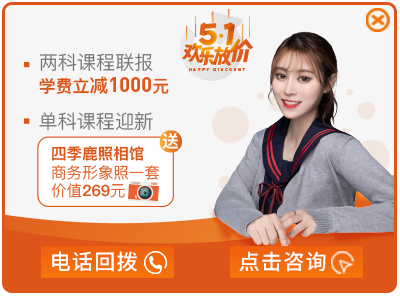 5·1
欢乐放价
HAPPY DISCOUNT
两科课程联报
学费立减1000元
单科课程迎新
送
四季鹿照相馆
商务形象照一套
价值269元
电话回拨
点击咨询